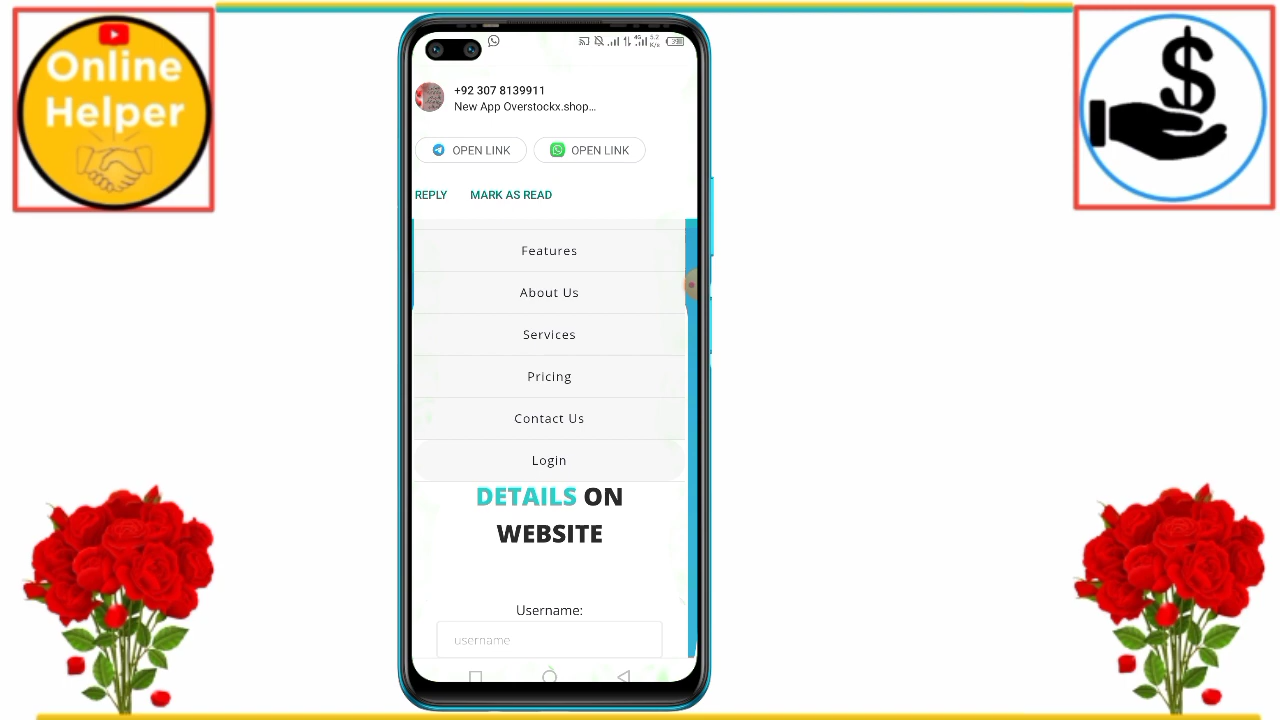 Online
Helper
+92 307 8139911
New App Overstockx.shop...
OPEN LINK
OPEN LINK
REPLY
MARK AS READ
Features
About Us
Services
Pricing
Contact Us
Login
DETAILS ON
WEBSITE
Username:
username